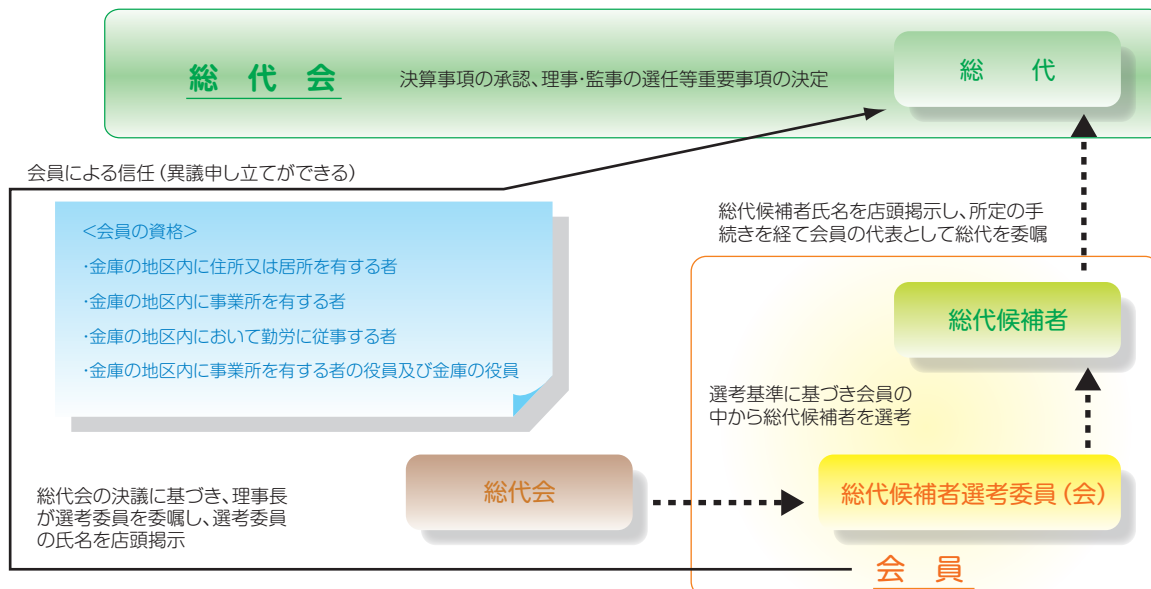 総代会
決算事項の承認、理事・監事の選任等重要事項の決定
総代
会員による信任（異議申し立てができる）
<会員の資格>
・金庫の地区内に住所又は居所を有する者
・金庫の地区内に事業所を有する者
・金庫の地区内において勤労に従事する者
・金庫の地区内に事業所を有する者の役員及び金庫の役員
総代候補者氏名を店頭掲示し、所定の手
続きを経て会員の代表として総代を委嘱
総代候補者
選考基準に基づき会員の
中から総代候補者を選考
総代会の決議に基づき、理事長
が選考委員を委嘱し、選考委員
の氏名を店頭掲示
総代会
総代候補者選考委員（会）
会員